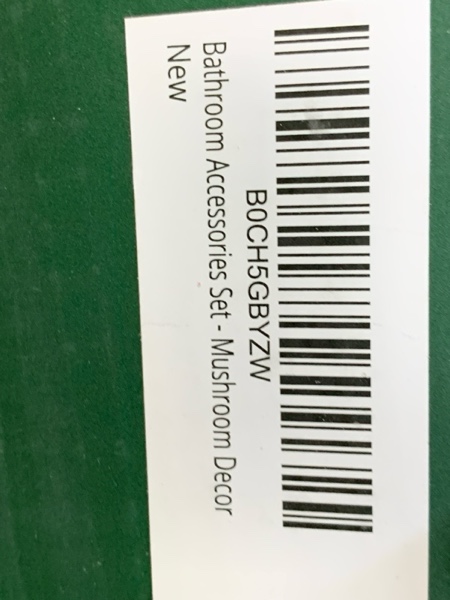 B0CH5GBYZW
Bathroom Accessories Set - Mushroom Decor
New